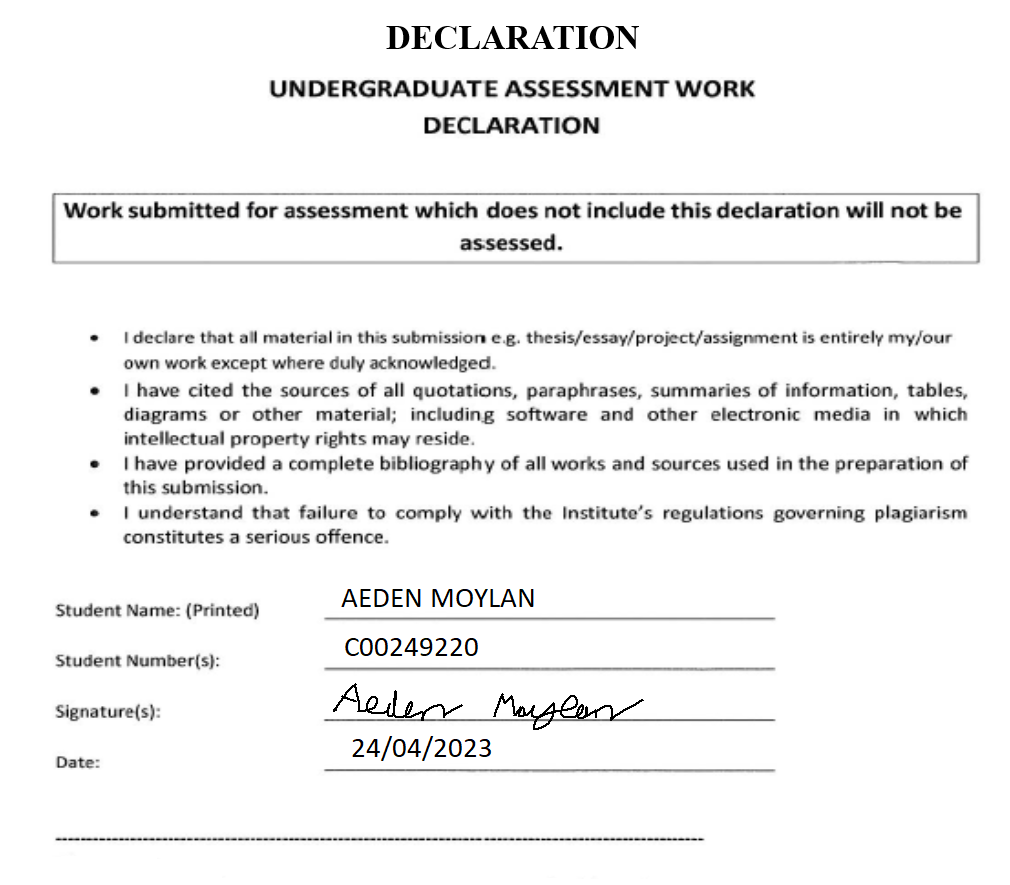 DECLARATION
UNDERGRADUATE ASSESSMENT WORK
DECLARATION
Work submitted for assessment which does not include this declaration will not be
assessed.
• I declare that all material in this submission e.g. thesis/essay/project/assignment is entirely my/our
own work except where duly acknowledged.
• I have cited the sources of all quotations, paraphrases, summaries of information, tables,
diagrams or other material; including software and other electronic media in which
intellectual property rights may reside.
• I have provided a complete bibliography of all works and sources used in the preparation of
this submission.
• I understand that failure to comply with the Institute's regulations governing plagiarism
constitutes a serious offence.
Student Name: (Printed) AEDEN MOYLAN
Student Number(s): C00249220
Signature(s): Aeden Moylan
Date: 24/04/2023